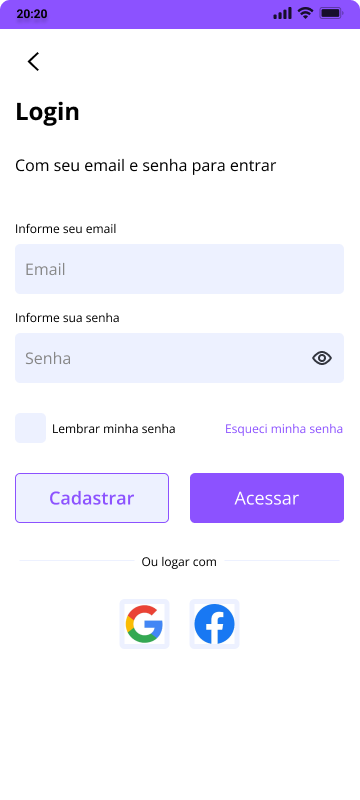 20:20
Login
Com seu email e senha para entrar
Informe seu email
Email
Informe sua senha
Senha
Lembrar minha senha
Esqueci minha senha
Cadastrar
Acessar
Ou logar com